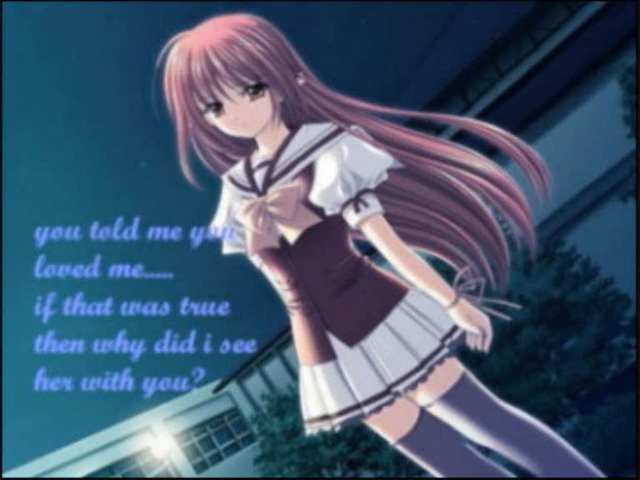 you told me you
loved me.....
if that was true
then why did i see
her with you?